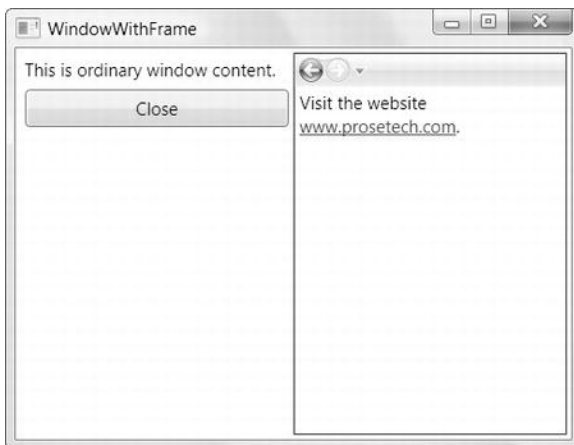 WindowWithFrame
This is ordinary window content.
Close
Visit the website
www.prosetech.com.